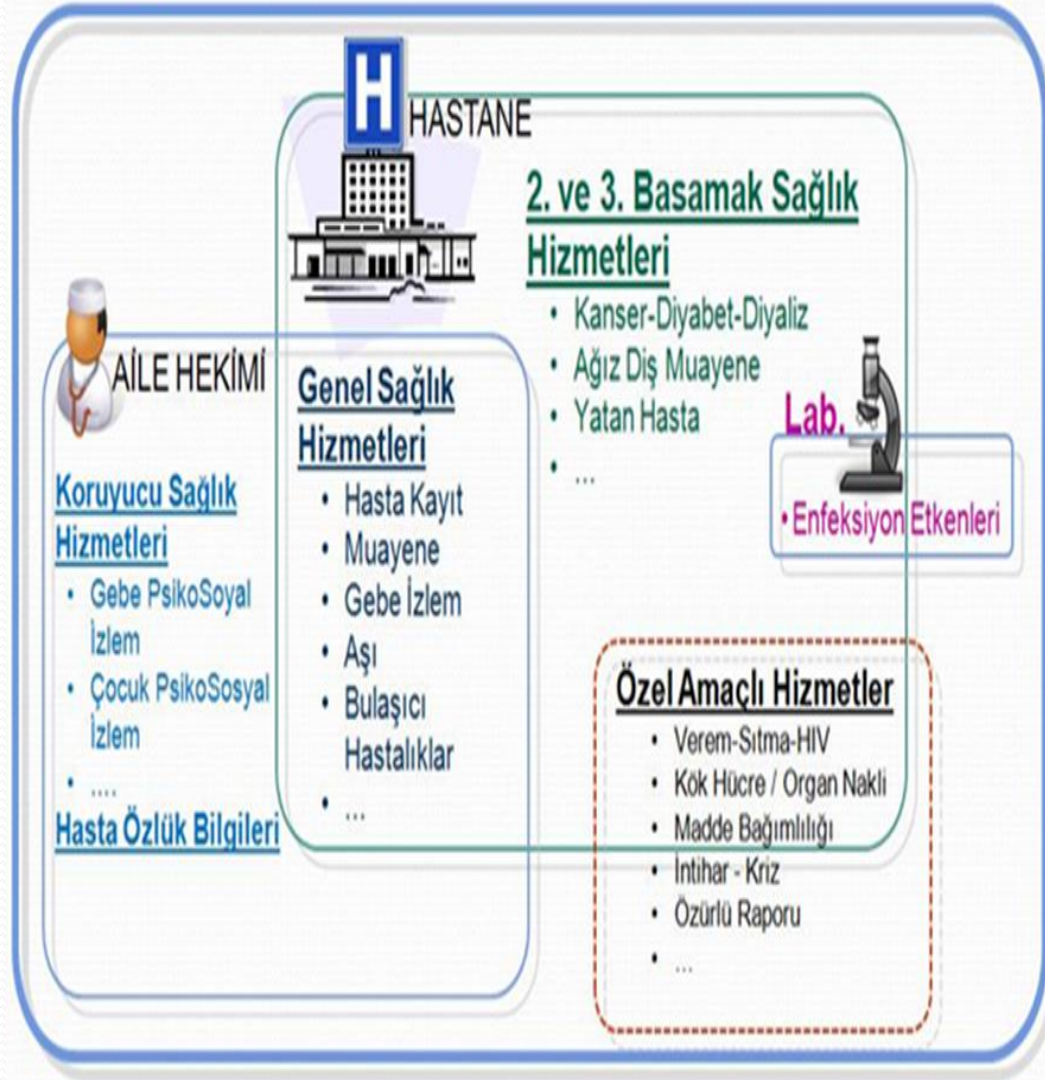 H
HASTANE
2. ve 3. Basamak Sağlık
Hizmetleri
• Kanser-Diyabet-Diyaliz
• Ağız Diş Muayene
• Yatan Hasta
• ...
AİLE HEKİMİ
Koruyucu Sağlık
Hizmetleri
• Gebe PsikoSoyal
İzlem
• Çocuk PsikoSosyal
İzlem
• ....
Hasta Özlük Bilgileri
Genel Sağlık
Hizmetleri
• Hasta Kayıt
• Muayene
• Gebe İzlem
• Aşı
• Bulaşıcı
Hastalıklar
• ...
Lab.
• Enfeksiyon Etkenleri
Özel Amaçlı Hizmetler
• Verem-Sıtma-HIV
• Kök Hücre / Organ Nakli
• Madde Bağımlılığı
• İntihar - Kriz
• Özürlü Raporu
• ...